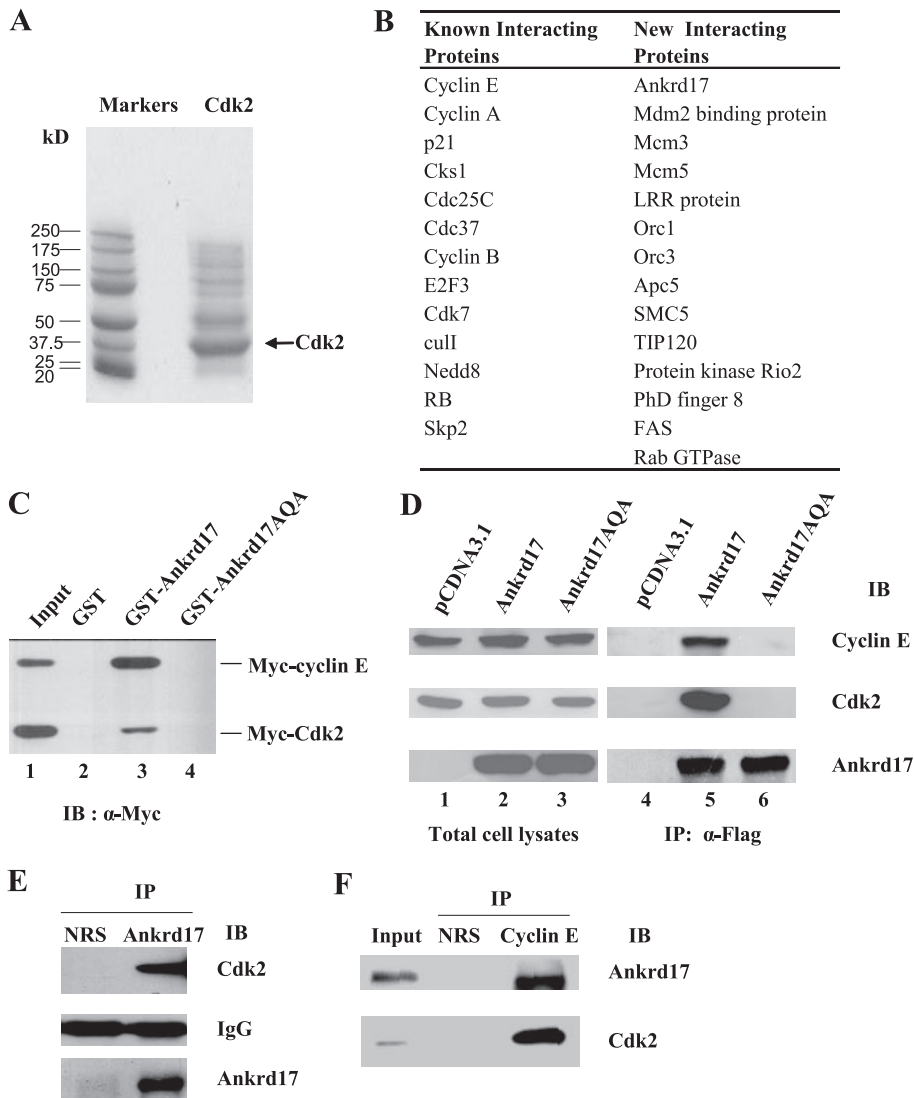 A
Markers Cdk2
kD
250
175
150
75
50
37.5
25
20
Cdk2
B
Known Interacting Proteins New Interacting Proteins
Cyclin E Ankrd17
Cyclin A Mdm2 binding protein
p21 Mcm3
Cks1 Mcm5
Cdc25C LRR protein
Cdc37 Orc1
Cyclin B Orc3
E2F3 Apc5
Cdk7 SMC5
culI TIP120
Nedd8 Protein kinase Rio2
RB PhD finger 8
Skp2 FAS
Rab GTPase
C
Input GST GST-Ankrd17 GST-Ankrd17AQA
Myc-cyclin E
Myc-Cdk2
1 2 3 4
IB : α-Myc
D
pCDNA3.1 Ankrd17 Ankrd17AQA pCDNA3.1 Ankrd17 Ankrd17AQA
IB
Cyclin E
Cdk2
Ankrd17
1 2 3 4 5 6
Total cell lysates IP: α-Flag
E
IP
NRS Ankrd17 IB
Cdk2
IgG
Ankrd17
F
IP
Input NRS Cyclin E IB
Ankrd17
Cdk2